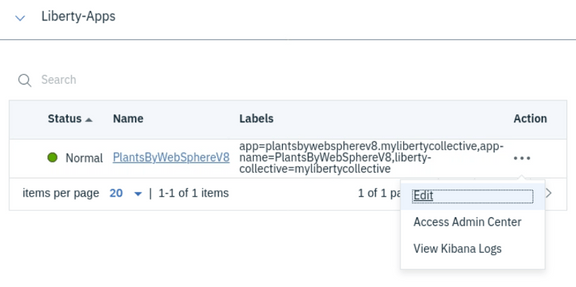 Liberty-Apps
Search
Status Name Labels Action
Normal PlantsByWebSphereV8 app=plantsbywebspherev8.mylibertycollective,app-
name=PlantsByWebSphereV8,liberty-
collective=mylibertycollective
items per page 20 | 1-1 of 1 items 1 of 1
Edit
Access Admin Center
View Kibana Logs